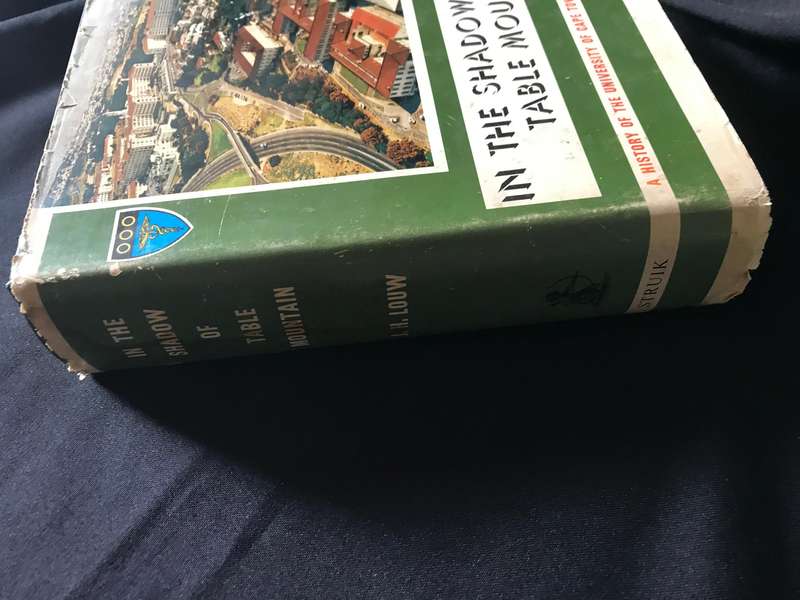 IN THE SHADOW
TABLE MOU
A HISTORY OF THE UNIVERSITY OF CAPE TOW
IN THE
SHADOW
OF
TABLE
MOUNTAIN
LOUW
STRUIK